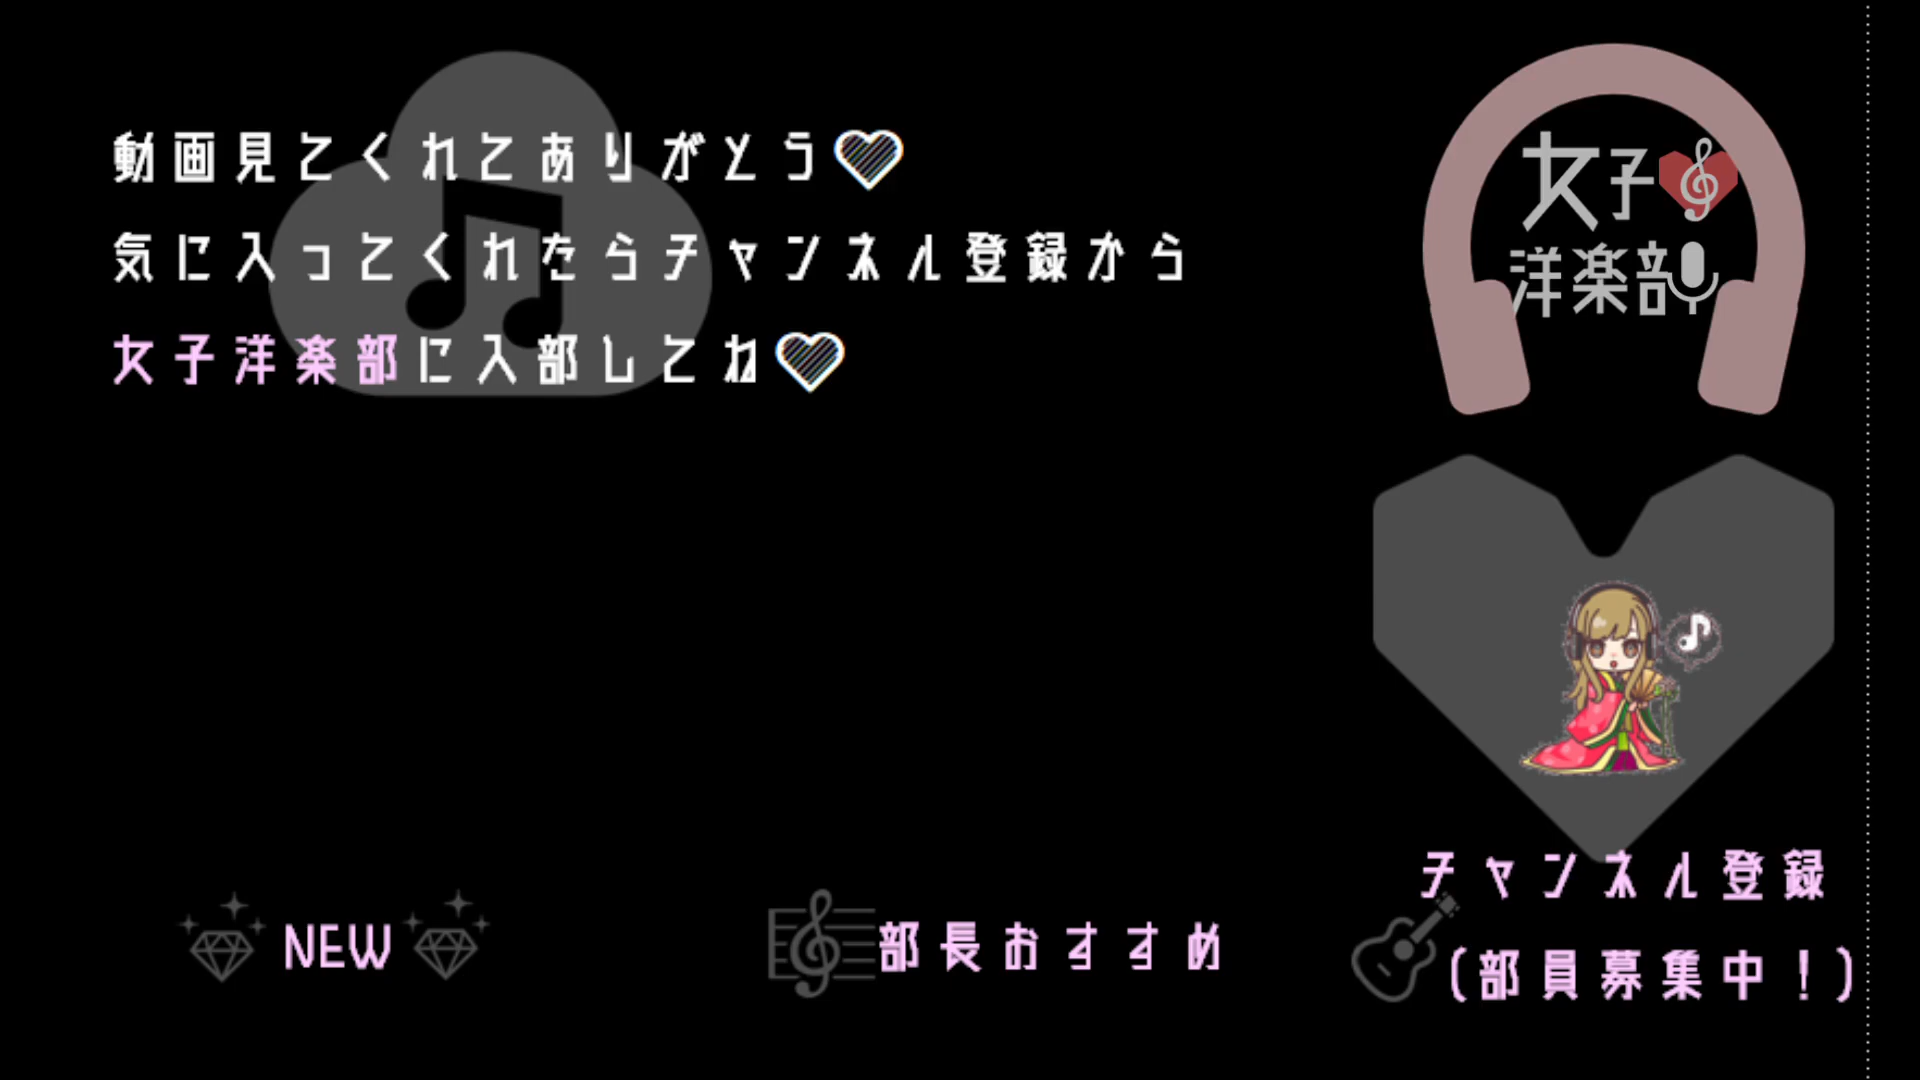 動画見てくれてありがとう
気に入ってくれたらチャンネル登録から
女子洋楽部に入部してね
女子
洋楽部
NEW
部長おすすめ
チャンネル登録
(部員募集中！)